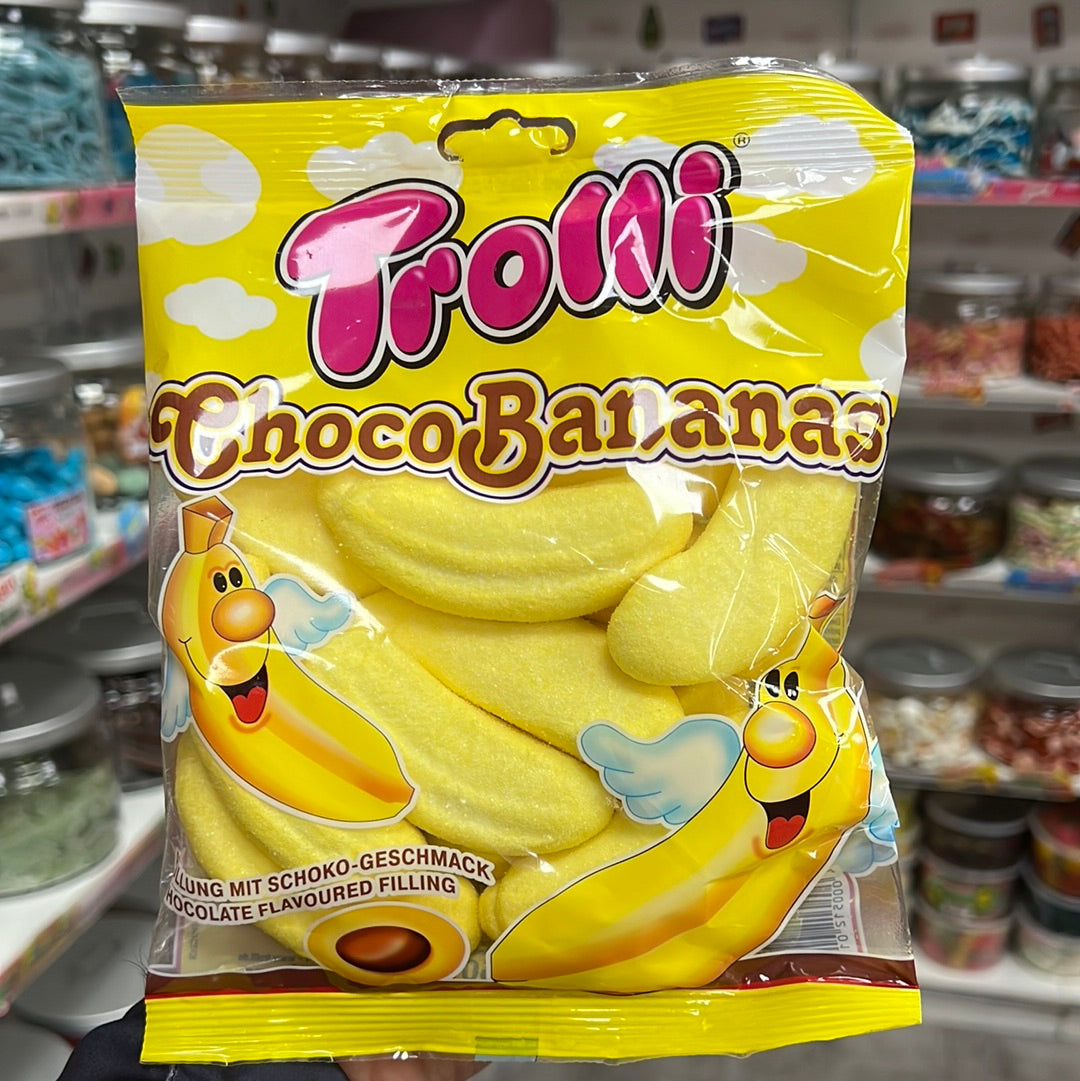 Trolli®
ChocoBananas
LLUNG MIT SCHOKO-GESCHMACK
HOCOLATE FLAVOURED FILLING